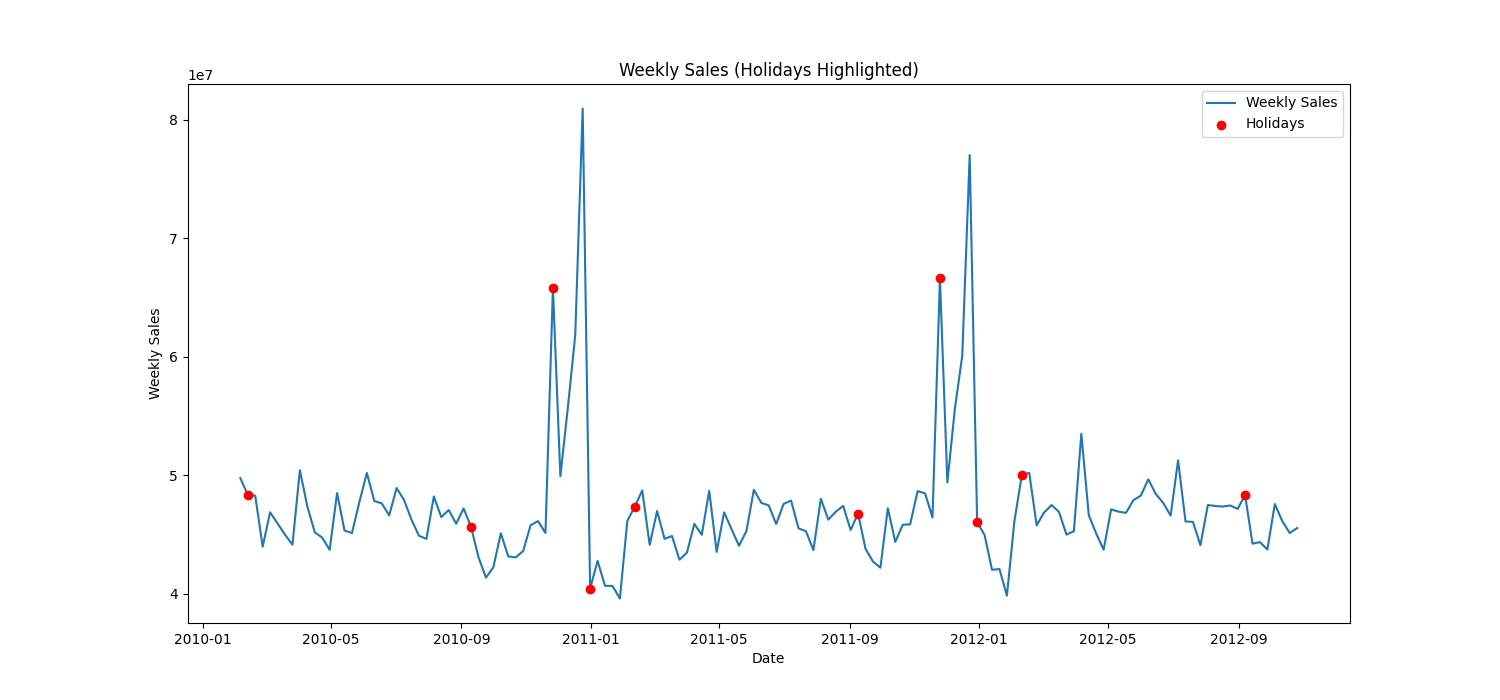 Weekly Sales (Holidays Highlighted)
1e7
Weekly Sales
Holidays
8
7
6
5
4
Weekly Sales
2010-01 2010-05 2010-09 2011-01 2011-05 2011-09 2012-01 2012-05 2012-09
Date